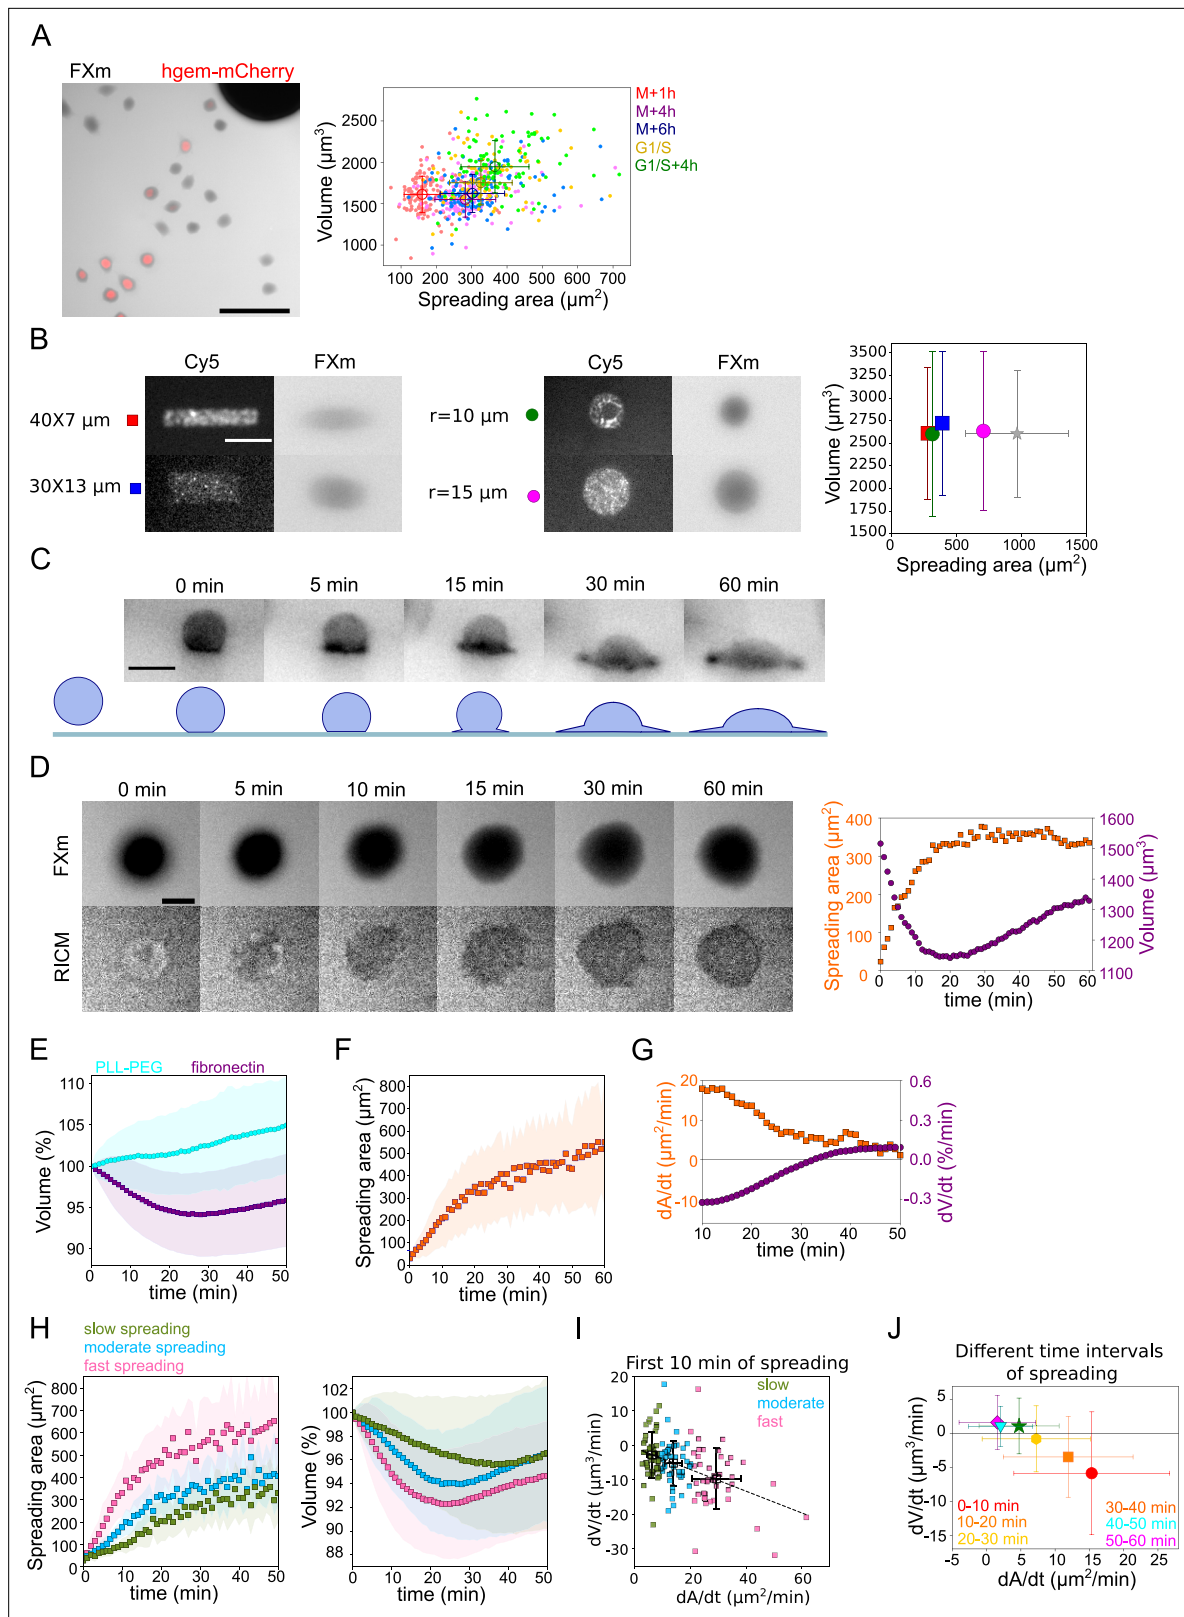 A
FXm hgem-mCherry
Volume (µm³)
2500
2000
1500
1000
100 200 300 400 500 600 700
Spreading area (µm²)
M+1h
M+4h
M+6h
G1/S
G1/S+4h
B
Cy5 FXm
40X7 µm
30X13 µm
Cy5 FXm
r=10 µm
r=15 µm
Volume (µm³)
3500
3250
3000
2750
2500
2250
2000
1750
1500
0 500 1000 1500
Spreading area (µm²)
C
0 min 5 min 15 min 30 min 60 min
D
0 min 5 min 10 min 15 min 30 min 60 min
FXm
RICM
Spreading area (µm²)
400
300
200
100
0
1600
1500
1400
1300
1200
1100
Volume (µm³)
0 10 20 30 40 50 60
time (min)
E
PLL-PEG fibronectin
Volume (%)
110
105
100
95
90
0 10 20 30 40 50
time (min)
F
Spreading area (µm²)
800
700
600
500
400
300
200
100
0
0 10 20 30 40 50 60
time (min)
G
dA/dt (µm²/min)
20
10
0
-10
0.6
0.3
0.0
-0.3
dV/dt (%/min)
10 20 30 40 50
time (min)
H
slow spreading
moderate spreading
fast spreading
Spreading area (µm²)
800
700
600
500
400
300
200
100
0
0 10 20 30 40 50
time (min)
Volume (%)
102
100
98
96
94
92
90
88
0 10 20 30 40 50
time (min)
I
First 10 min of spreading
slow
moderate
fast
dV/dt (µm³/min)
20
10
0
-10
-20
-30
0 20 40 60 80
dA/dt (µm²/min)
J
Different time intervals
of spreading
dV/dt (µm³/min)
5
0
-5
-10
-15
0-10 min
10-20 min
20-30 min
30-40 min
40-50 min
50-60 min
-5 0 5 10 15 20 25
dA/dt (µm²/min)